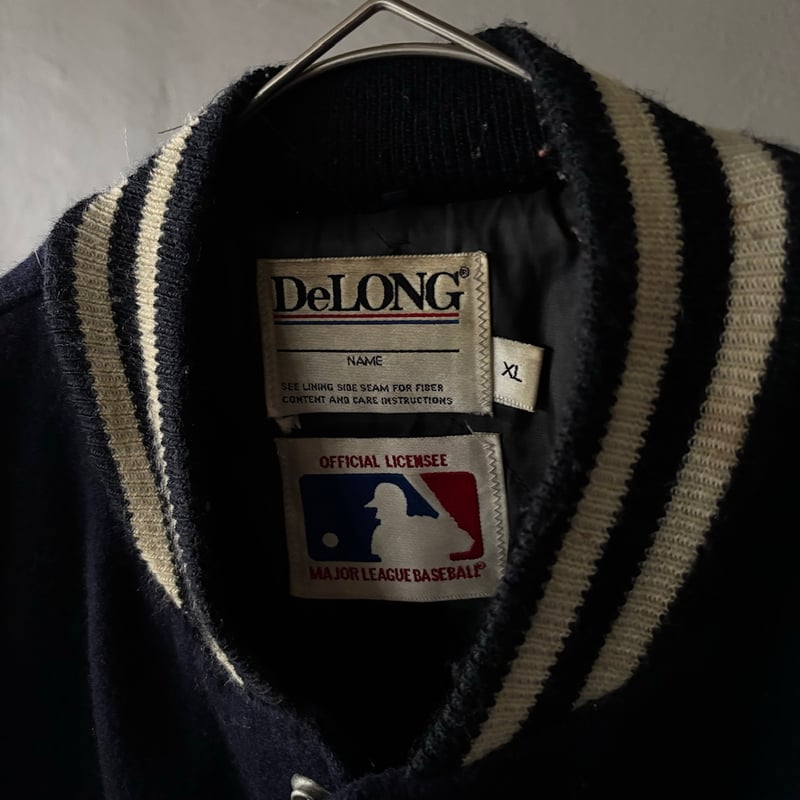 DeLONG®
NAME
SEE LINING SIDE SEAM FOR FIBER
CONTENT AND CARE INSTRUCTIONS
XL
OFFICIAL LICENSEE
MAJOR LEAGUE BASEBALL®